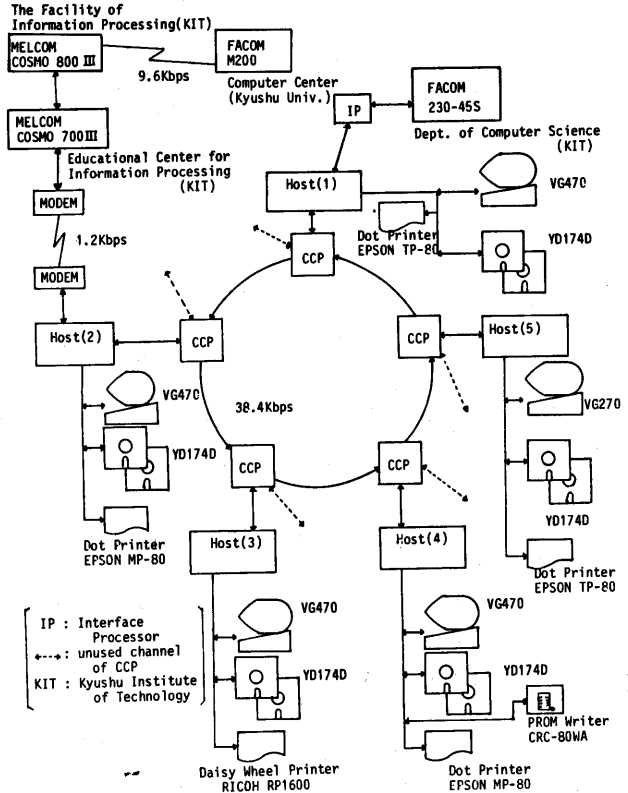 The Facility of
Information Processing(KIT)
MELCOM
COSMO 800 III
9.6Kbps
FACOM
M200
Computer Center
(Kyushu Univ.)
IP
FACOM
230-45S
Dept. of Computer Science
(KIT)
MELCOM
COSMO 700III
Educational Center for
Information Processing
(KIT)
MODEM
1.2Kbps
MODEM
Host(1)
VG470
Dot Printer
EPSON TP-80
YD174D
CCP
Host(2)
CCP
CCP
Host(5)
VG470
YD174D
Dot Printer
EPSON MP-80
38.4Kbps
VG270
YD174D
Dot Printer
EPSON TP-80
CCP
CCP
Host(3)
Host(4)
VG470
YD174D
Daisy Wheel Printer
RICOH RP1600
VG470
YD174D
PROM Writer
CRC-80WA
Dot Printer
EPSON MP-80
IP : Interface
Processor
: unused channel
of CCP
KIT : Kyushu Institute
of Technology